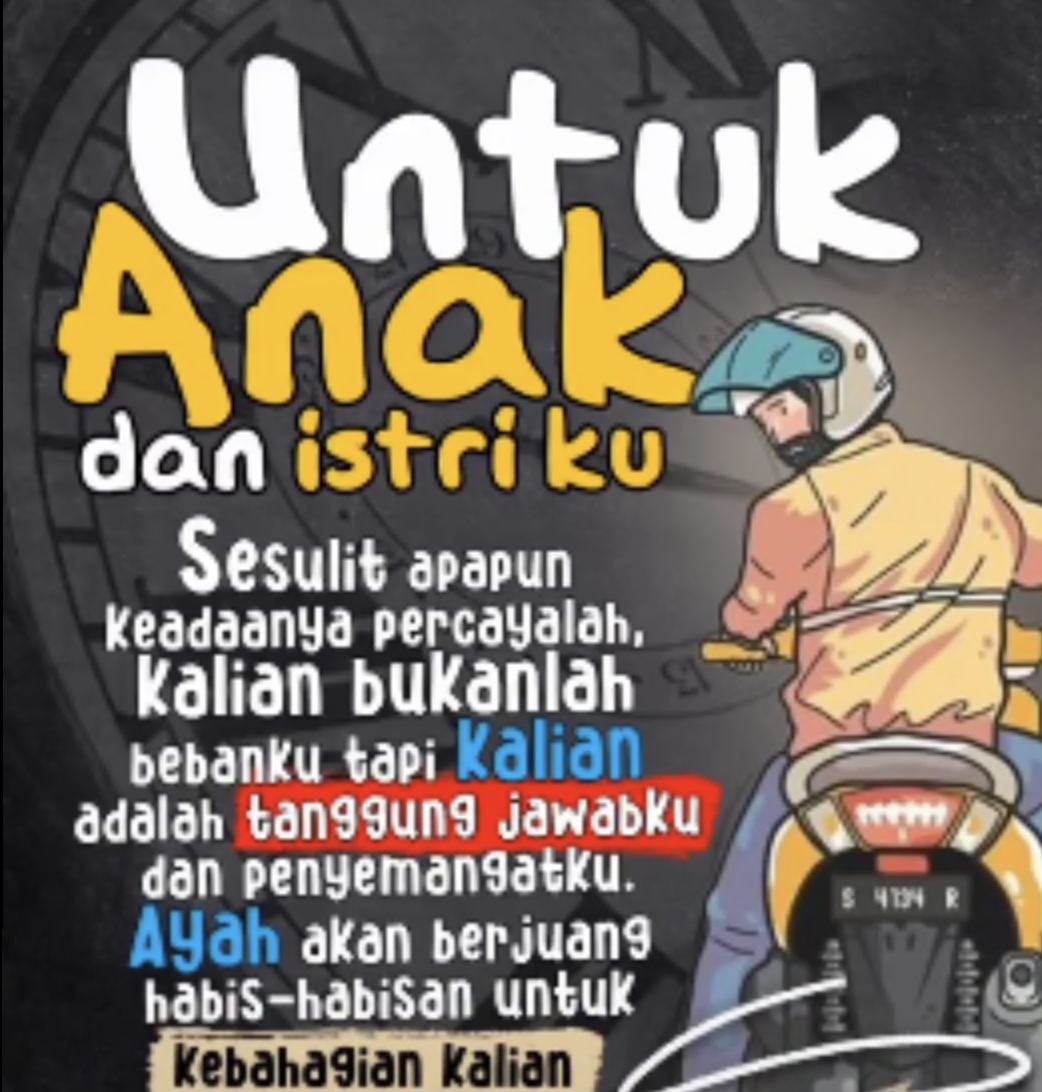 Untuk
Anak
dan istri ku
Sesulit apapun
keadaanya percayalah,
kalian bukanlah
bebanku tapi kalian
adalah tanggung jawabku
dan penyemangatku.
Ayah akan berjuang
habis-habisan untuk
kebahagian kalian
S 4134 R